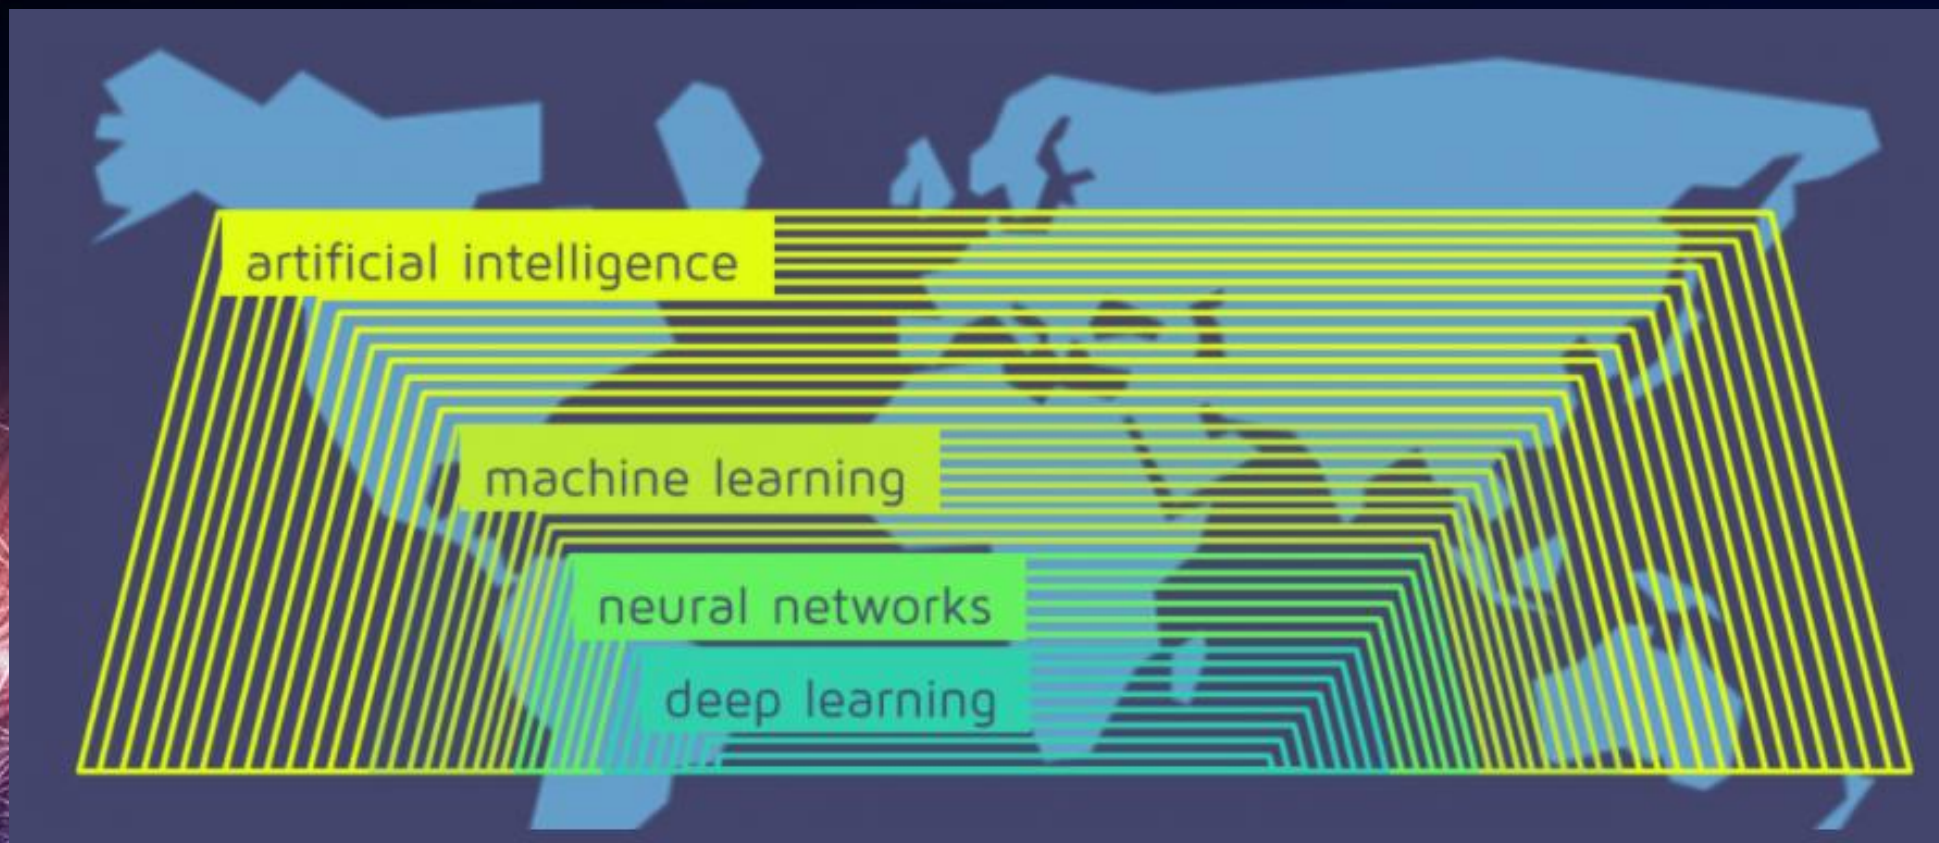 artificial intelligence
machine learning
neural networks
deep learning